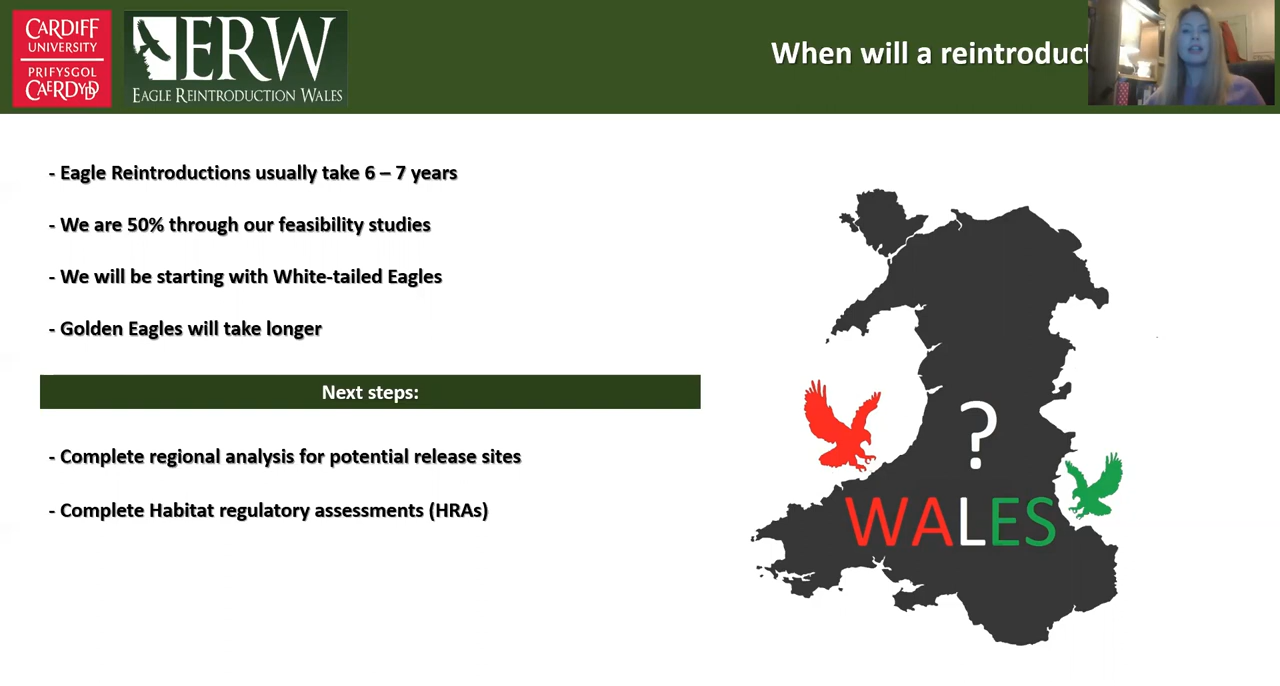 CARDIFF
UNIVERSITY
PRIFYSGOL
CAERDYDD
ERW
EAGLE REINTRODUCTION WALES
When will a reintroduct
- Eagle Reintroductions usually take 6 – 7 years
- We are 50% through our feasibility studies
- We will be starting with White-tailed Eagles
- Golden Eagles will take longer
Next steps:
- Complete regional analysis for potential release sites
- Complete Habitat regulatory assessments (HRAs)
?
WALES